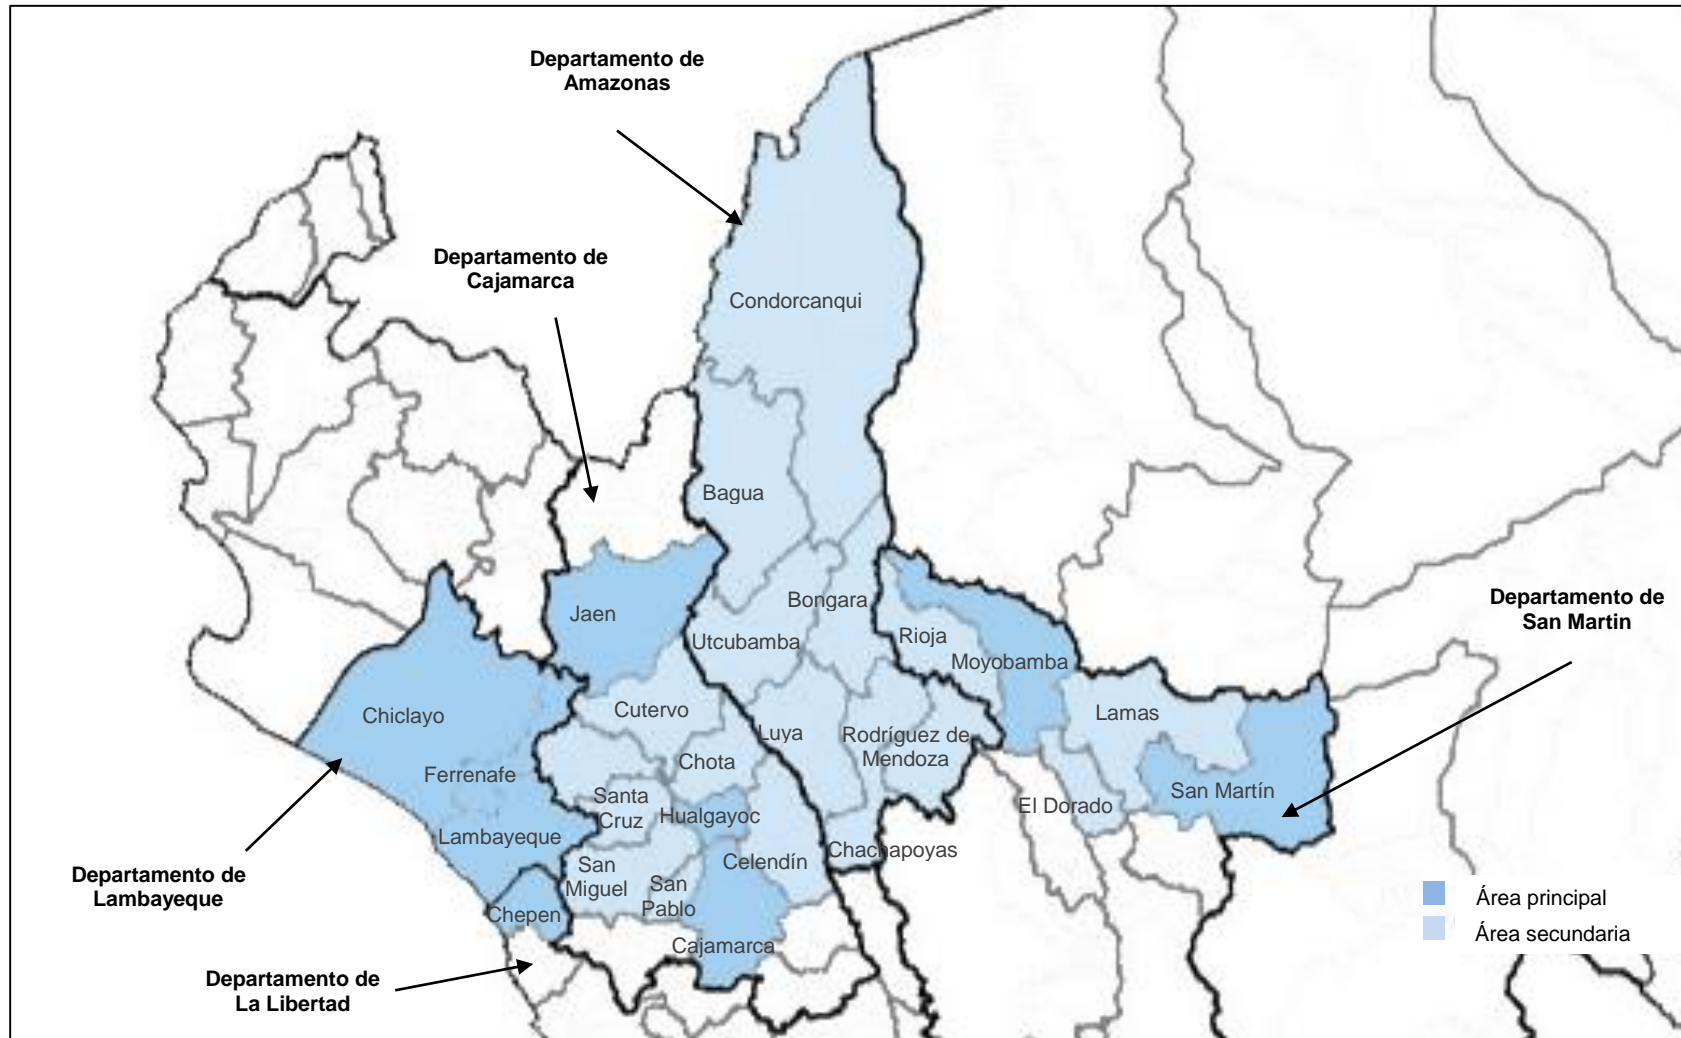 Departamento de
Amazonas
Departamento de
Cajamarca
Condorcanqui
Bagua
Jaen
Bongara
Utcubamba
Rioja
Moyobamba
Departamento de
San Martin
Chiclayo
Cutervo
Luya
Rodríguez de
Mendoza
Lamas
Ferrenafe
Chota
Santa
Cruz
Hualgayoc
El Dorado
San Martín
Lambayeque
Celendín
Chachapoyas
San
Miguel
San
Pablo
Departamento de
Lambayeque
Chepen
Cajamarca
Departamento de
La Libertad
Área principal
Área secundaria